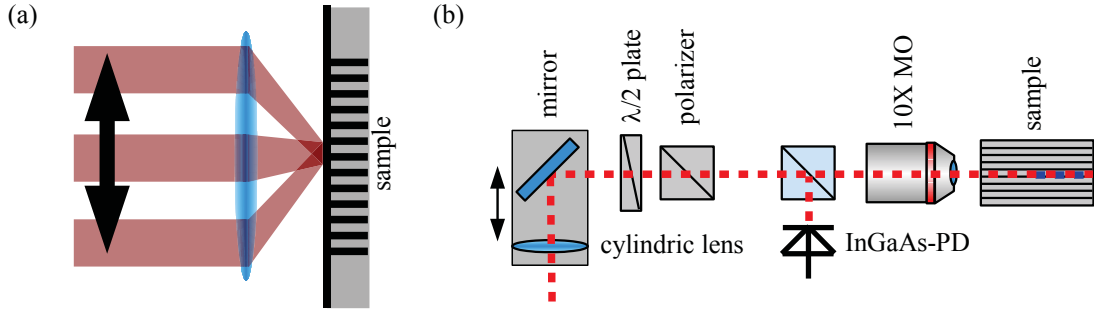 (a)
sample
(b)
mirror
λ/2 plate
polarizer
10X MO
sample
cylindric lens
InGaAs-PD